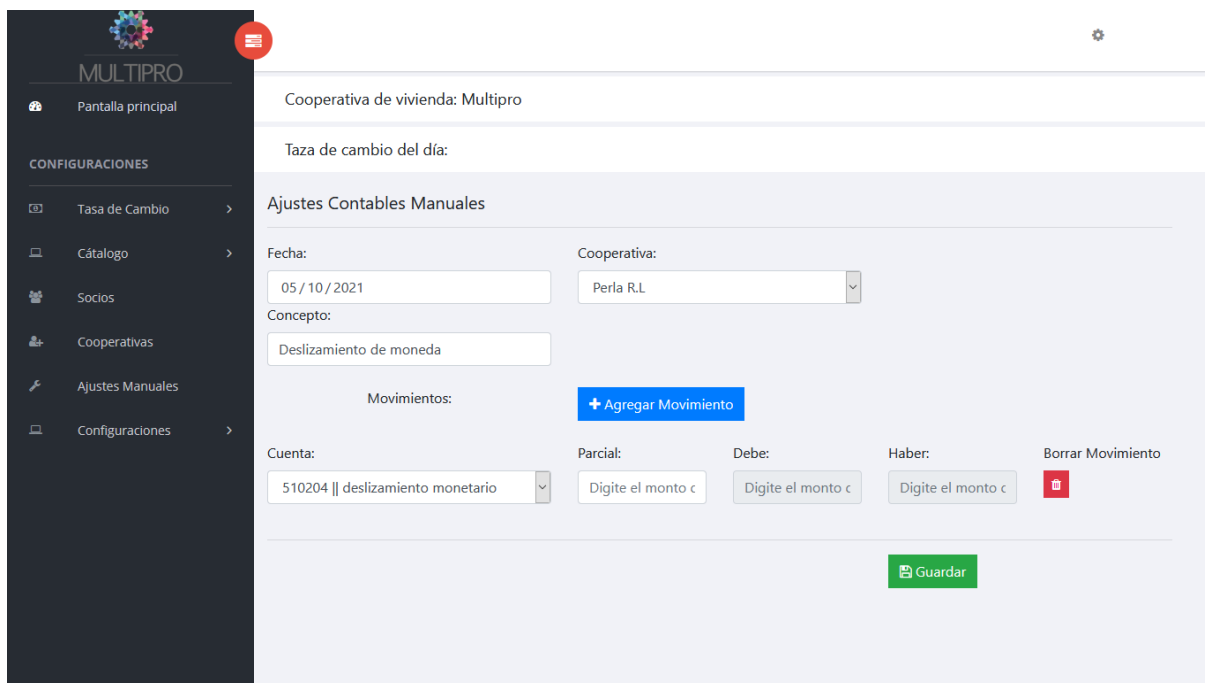 MULTIPRO
Pantalla principal
CONFIGURACIONES
Tasa de Cambio
Cátalogo
Socios
Cooperativas
Ajustes Manuales
Configuraciones
Cooperativa de vivienda: Multipro
Taza de cambio del día:
Ajustes Contables Manuales
Fecha: Cooperativa:
05 / 10 / 2021 Perla R.L
Concepto:
Deslizamiento de moneda
Movimientos: Agregar Movimiento
Cuenta: Parcial: Debe: Haber: Borrar Movimiento
510204 || deslizamiento monetario Digite el monto c Digite el monto c Digite el monto c
Guardar